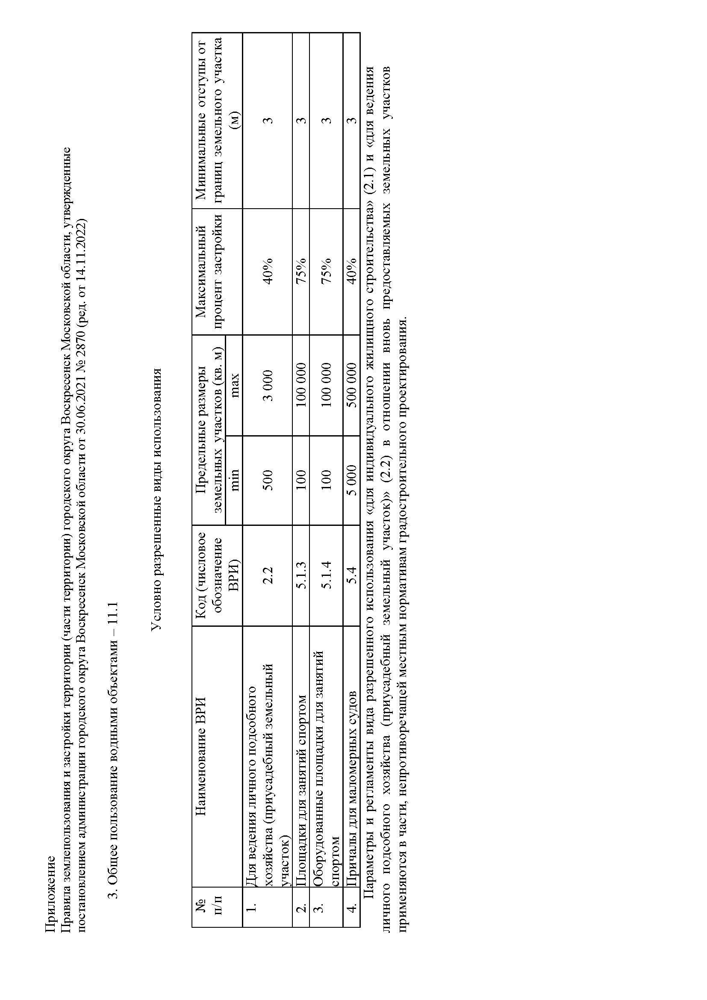 Приложение
Правила землепользования и застройки территории (части территории) городского округа Воскресенск Московской области, утвержденные
постановлением администрации городского округа Воскресенск Московской области от 30.06.2021 № 2870 (ред. от 14.11.2022)
3. Общее пользование водными объектами – 11.1
Условно разрешенные виды использования
№ п/п Наименование ВРИ Код (числовое обозначение ВРИ) Предельные размеры земельных участков (кв. м) Максимальный процент застройки Минимальные отступы от границ земельного участка (м)
min max
1. Для ведения личного подсобного хозяйства (приусадебный земельный участок) 2.2 500 3 000 40% 3
2. Площадки для занятий спортом 5.1.3 100 100 000 75% 3
3. Оборудованные площадки для занятий спортом 5.1.4 100 100 000 75% 3
4. Причалы для маломерных судов 5.4 5 000 500 000 40% 3
Параметры и регламенты вида разрешенного использования «для индивидуального жилищного строительства» (2.1) и «для ведения
личного подсобного хозяйства (приусадебный земельный участок)» (2.2) в отношении вновь предоставляемых земельных участков
применяются в части, непротиворечащей местным нормативам градостроительного проектирования.